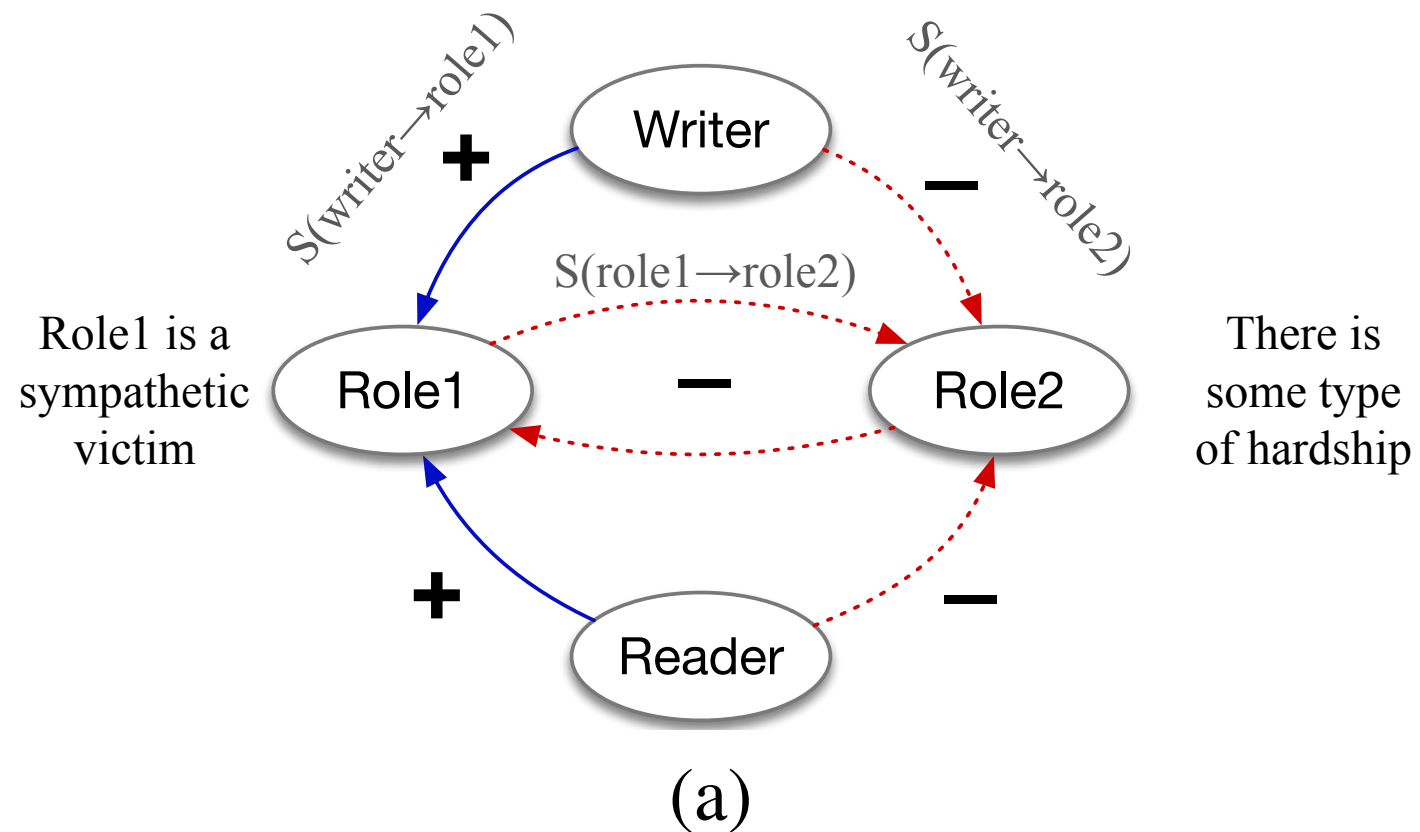 S(writer→role1)
S(writer→role2)
+
Writer
−
S(role1→role2)
Role1 is a
sympathetic
victim
Role1
−
Role2
There is
some type
of hardship
+
Reader
−
(a)